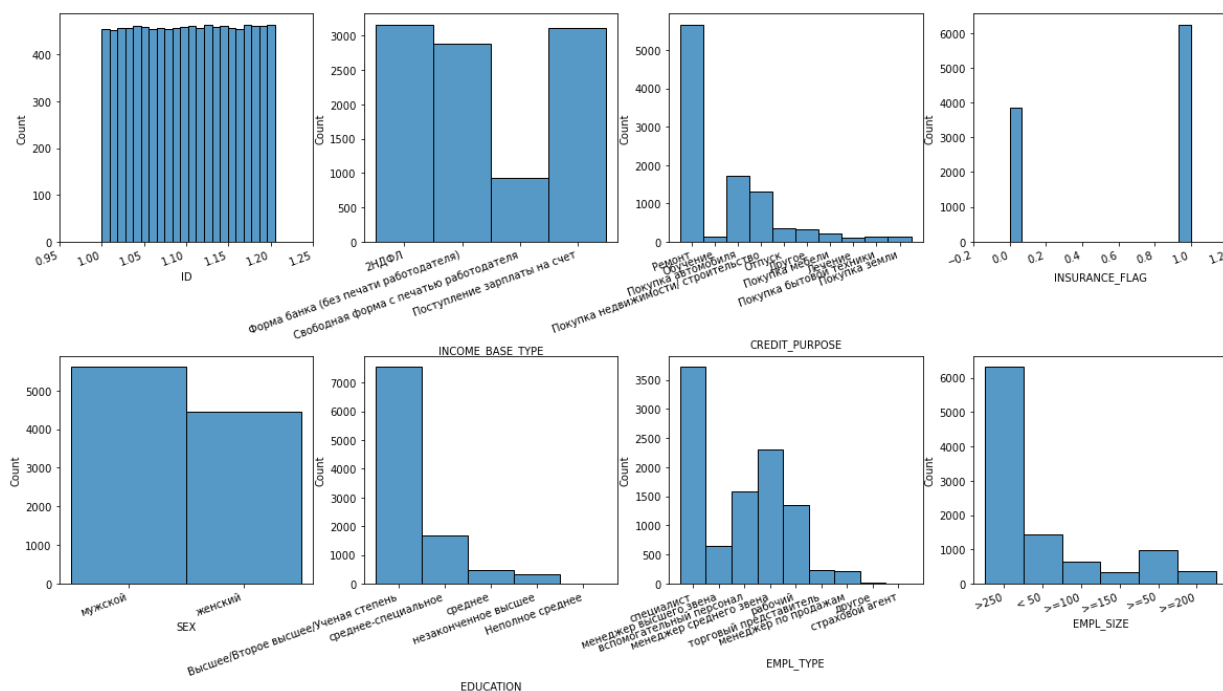 Count
400
300
200
100
0
0.95
1.00
1.05
1.10
1.15
1.20
1.25
ID
Count
3000
2500
2000
1500
1000
500
0
2НДФЛ
Форма банка (без печати работодателя)
Свободная форма с печатью работодателя
Поступление зарплаты на счет
INCOME_BASE_TYPE
Count
5000
4000
3000
2000
1000
0
Ремонт
Обучение
Покупка автомобиля
Покупка недвижимости/ строительство
Отпуск
Другое
Покупка мебели
Лечение
Покупка бытовой техники
Покупка земли
CREDIT_PURPOSE
Count
6000
5000
4000
3000
2000
1000
0
−0.2
0.0
0.2
0.4
0.6
0.8
1.0
1.2
INSURANCE_FLAG
Count
5000
4000
3000
2000
1000
0
мужской
женский
SEX
Count
7000
6000
5000
4000
3000
2000
1000
0
Высшее/Второе высшее/Ученая степень
среднее-специальное
среднее
незаконченное высшее
Неполное среднее
EDUCATION
Count
3500
3000
2500
2000
1500
1000
500
0
специалист
менеджер высшего звена
вспомогательный персонал
менеджер среднего звена
рабочий
торговый представитель
менеджер по продажам
другое
страховой агент
EMPL_TYPE
Count
6000
5000
4000
3000
2000
1000
0
>250
< 50
>=100
>=150
>=50
>=200
EMPL_SIZE